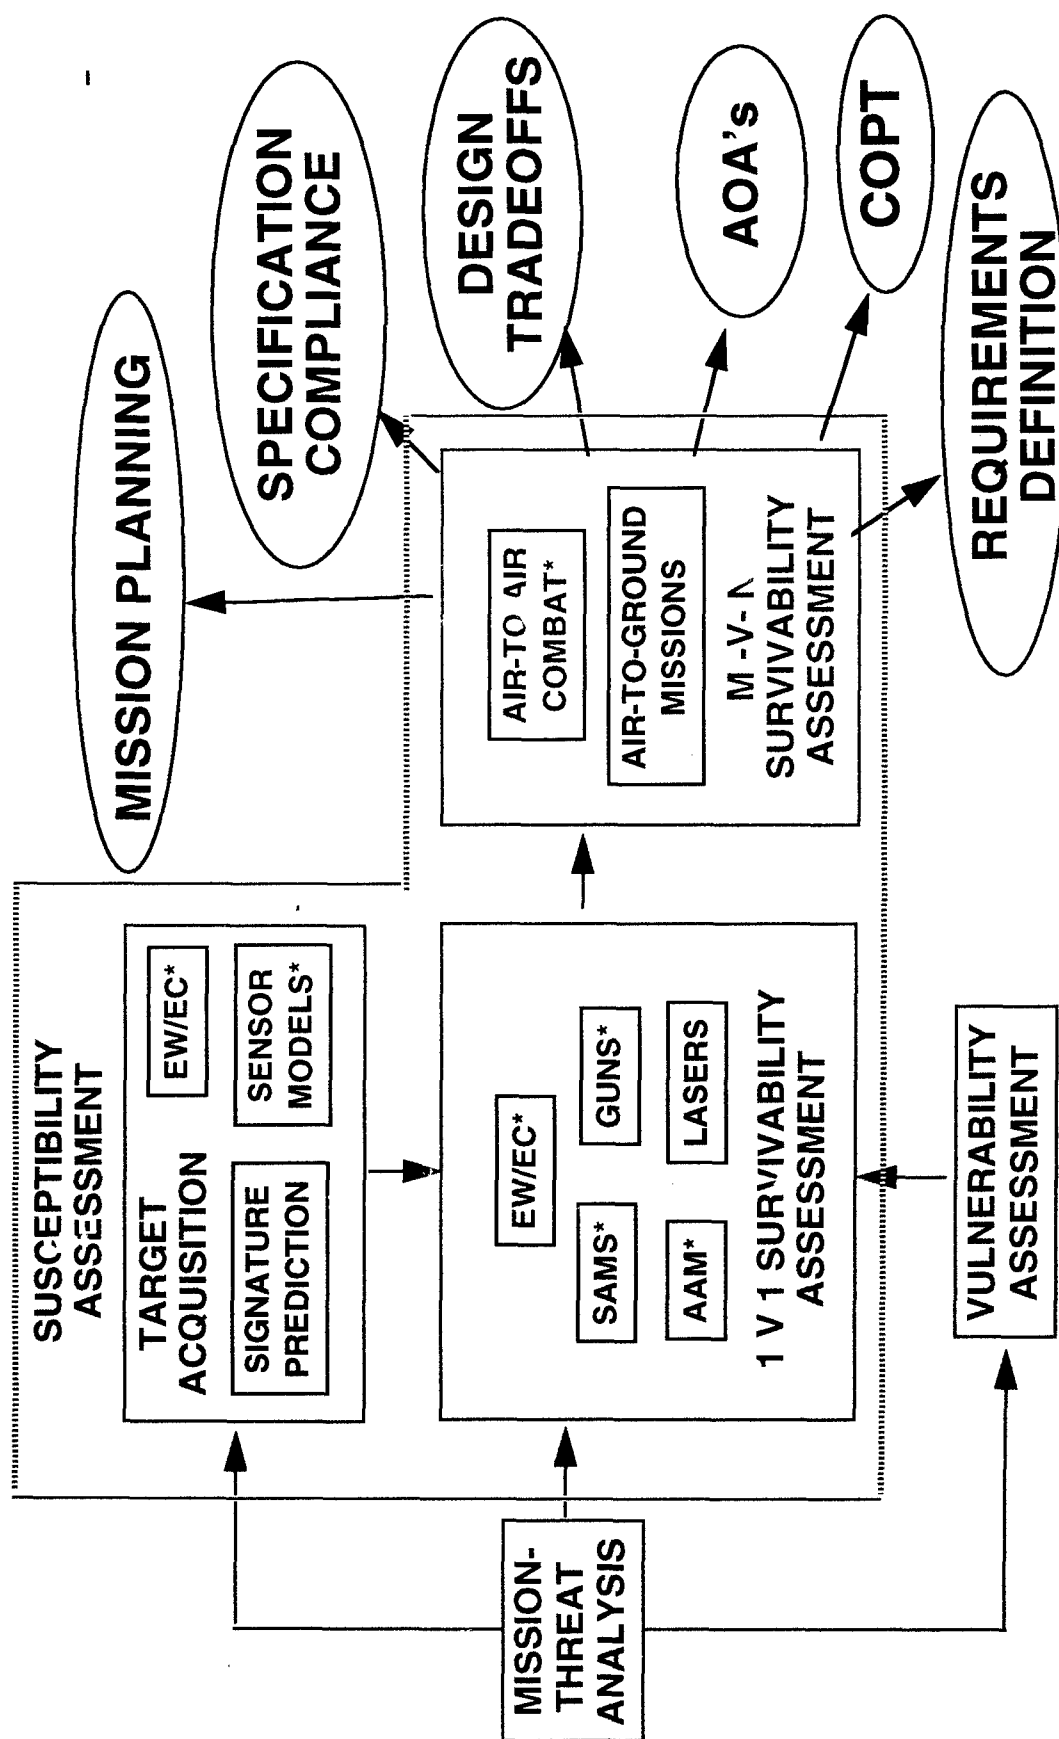 SUSCEPTIBILITY
ASSESSMENT
TARGET
ACQUISITION
EW/EC*
SIGNATURE
PREDICTION
SENSOR
MODELS*
MISSION-
THREAT
ANALYSIS
EW/EC*
SAMS*
GUNS*
AAM*
LASERS
1 V 1 SURVIVABILITY
ASSESSMENT
VULNERABILITY
ASSESSMENT
AIR-TO AIR
COMBAT*
AIR-TO-GROUND
MISSIONS
M-V-N
SURVIVABILITY
ASSESSMENT
MISSION PLANNING
SPECIFICATION
COMPLIANCE
DESIGN
TRADEOFFS
AOA's
COPT
REQUIREMENTS
DEFINITION